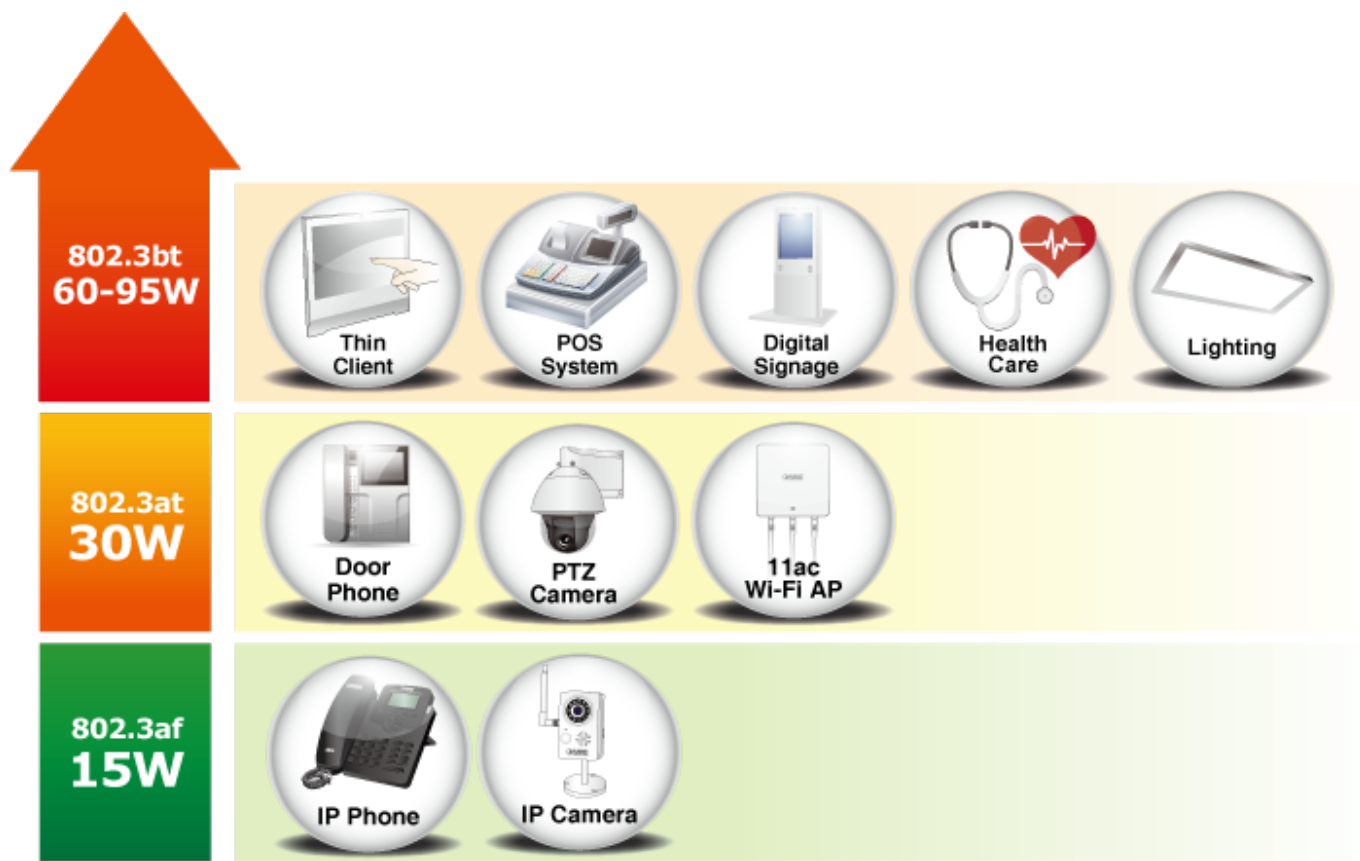 802.3bt
60-95W
Thin
Client
POS
System
Digital
Signage
Health
Care
Lighting
802.3at
30W
Door
Phone
PTZ
Camera
11ac
Wi-Fi AP
802.3af
15W
IP Phone
IP Camera